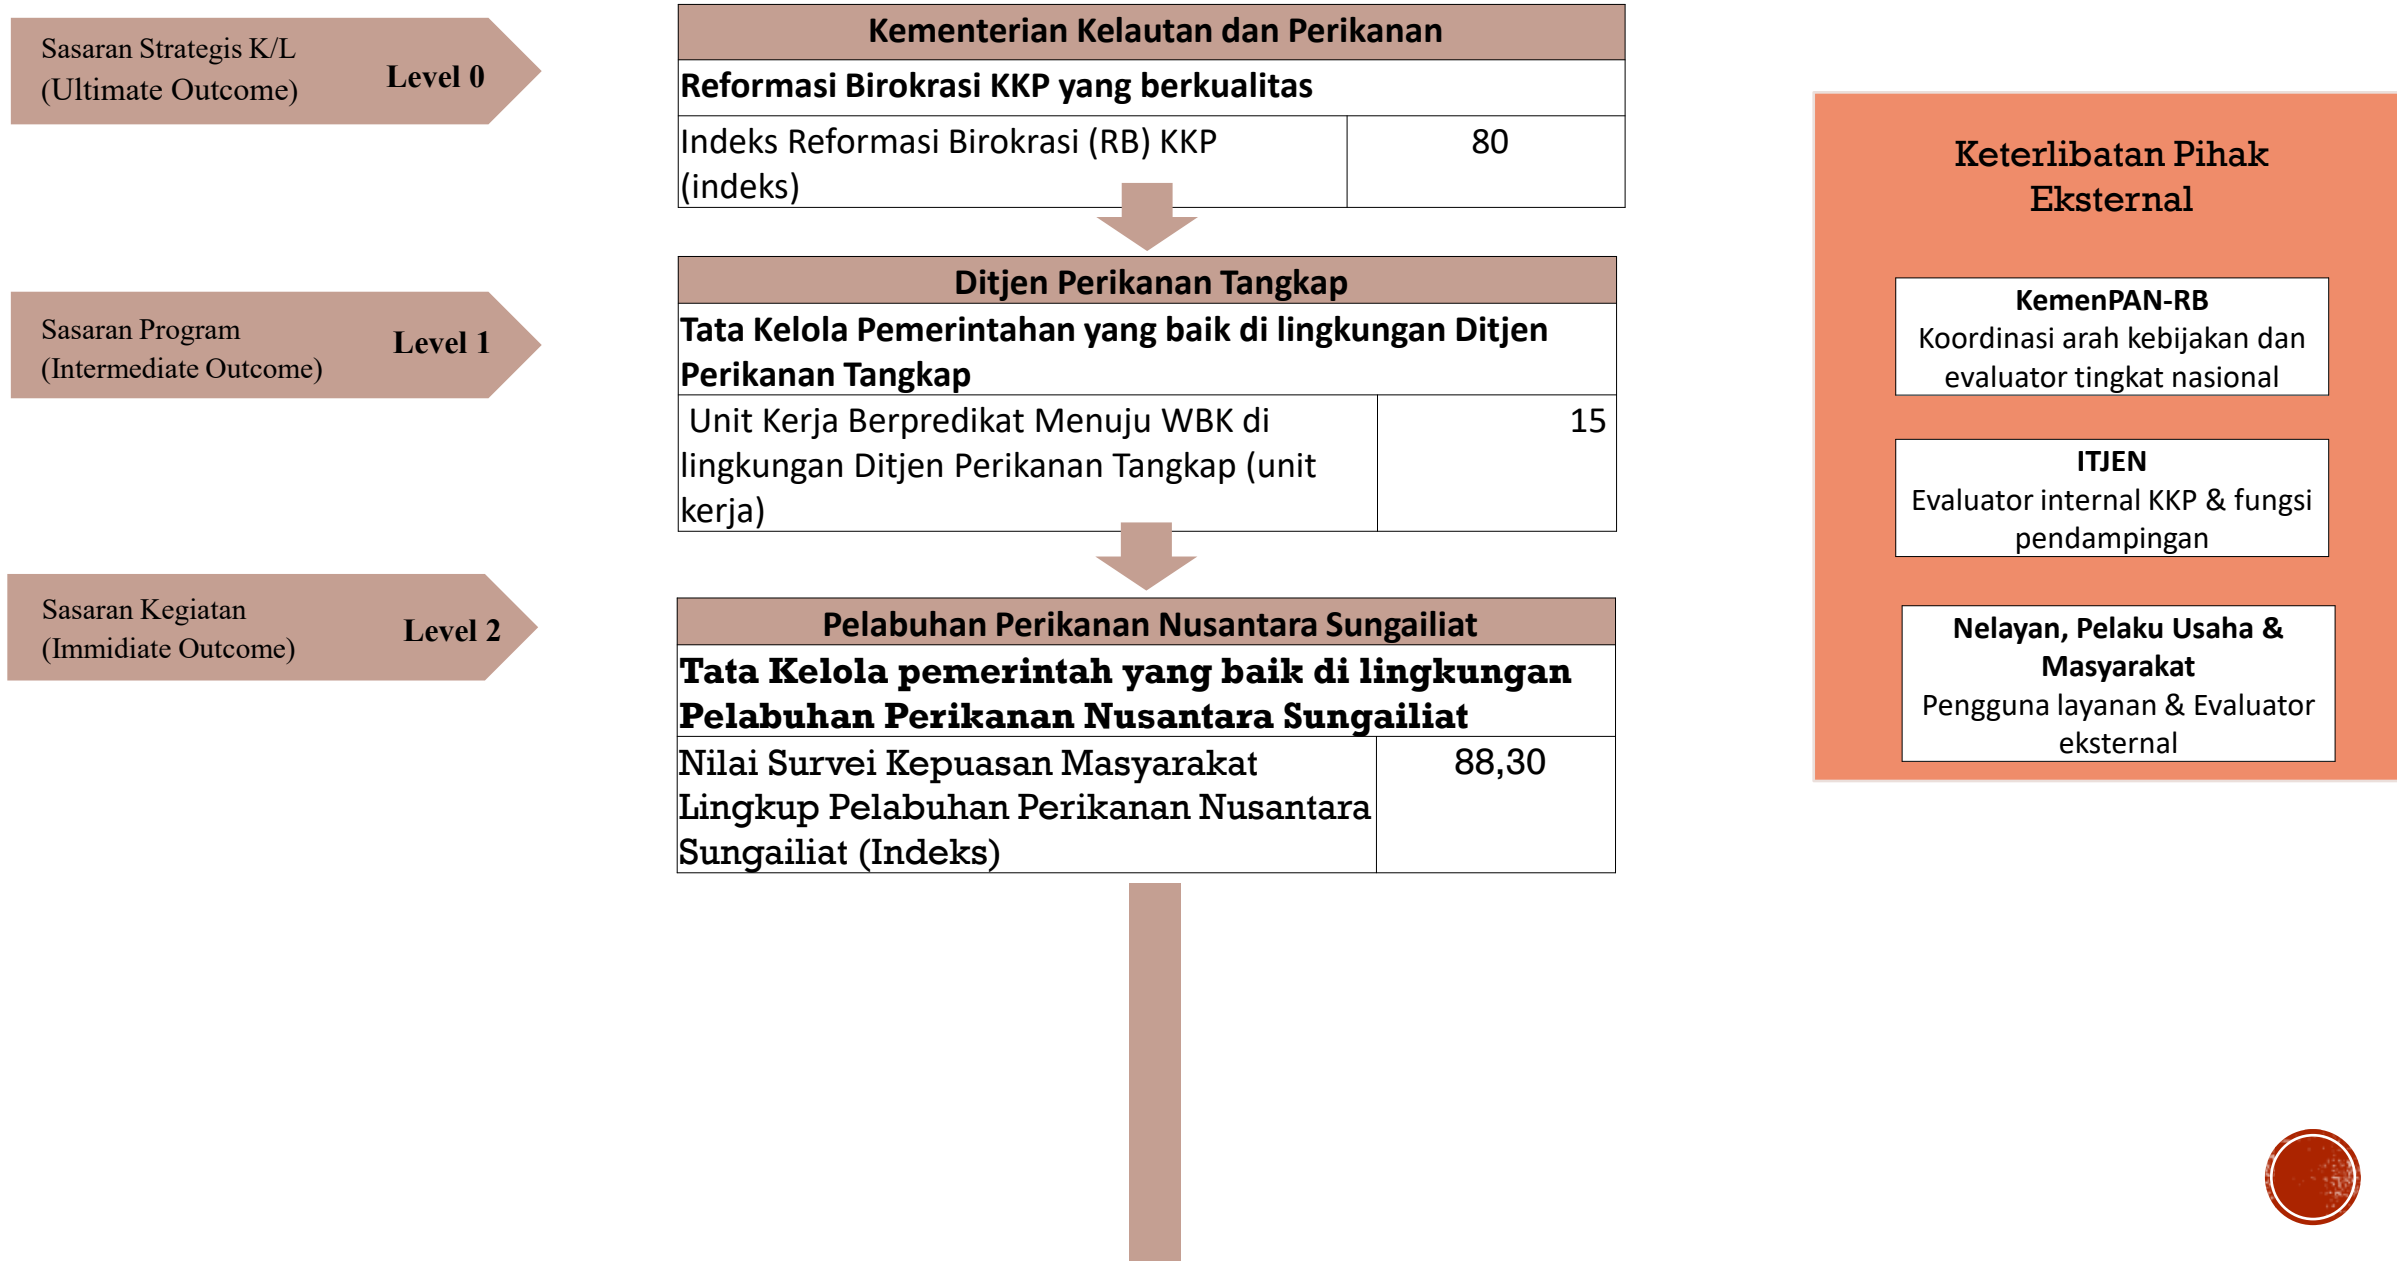 Sasaran Strategis K/L
(Ultimate Outcome)
Level 0
Kementerian Kelautan dan Perikanan
Reformasi Birokrasi KKP yang berkualitas
Indeks Reformasi Birokrasi (RB) KKP
(indeks)
80
Sasaran Program
(Intermediate Outcome)
Level 1
Ditjen Perikanan Tangkap
Tata Kelola Pemerintahan yang baik di lingkungan Ditjen
Perikanan Tangkap
Unit Kerja Berpredikat Menuju WBK di
lingkungan Ditjen Perikanan Tangkap (unit
kerja)
15
Sasaran Kegiatan
(Immidiate Outcome)
Level 2
Pelabuhan Perikanan Nusantara Sungailiat
Tata Kelola pemerintah yang baik di lingkungan
Pelabuhan Perikanan Nusantara Sungailiat
Nilai Survei Kepuasan Masyarakat
Lingkup Pelabuhan Perikanan Nusantara
Sungailiat (Indeks)
88,30
Keterlibatan Pihak
Eksternal
KemenPAN-RB
Koordinasi arah kebijakan dan
evaluator tingkat nasional
ITJEN
Evaluator internal KKP & fungsi
pendampingan
Nelayan, Pelaku Usaha &
Masyarakat
Pengguna layanan & Evaluator
eksternal